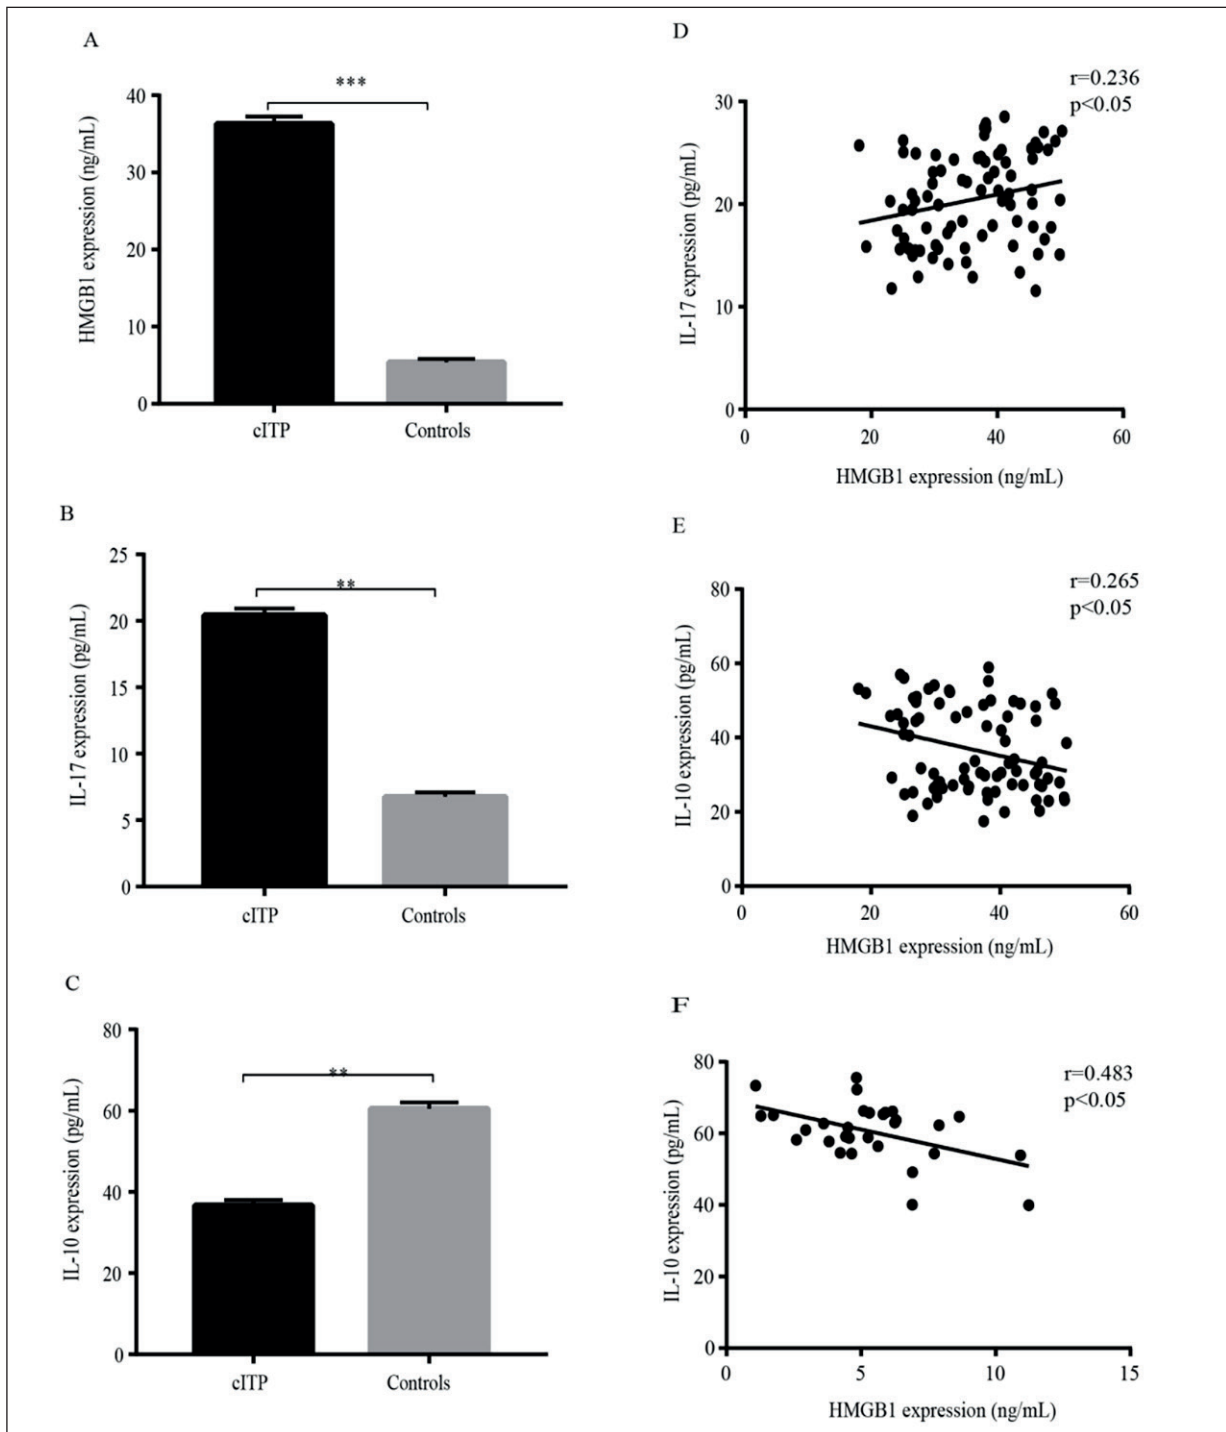 A
***
40
30
20
10
0
HMGB1 expression (ng/mL)
cITP Controls
B
**
25
20
15
10
5
0
IL-17 expression (pg/mL)
cITP Controls
C
**
80
60
40
20
0
IL-10 expression (pg/mL)
cITP Controls
D
r=0.236
p<0.05
30
20
10
0
IL-17 expression (pg/mL)
0 20 40 60
HMGB1 expression (ng/mL)
E
r=0.265
p<0.05
80
60
40
20
0
IL-10 expression (pg/mL)
0 20 40 60
HMGB1 expression (ng/mL)
F
r=0.483
p<0.05
80
60
40
20
0
IL-10 expression (pg/mL)
0 5 10 15
HMGB1 expression (ng/mL)